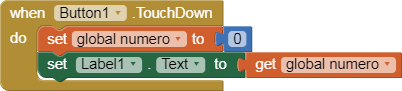 when Button1 .TouchDown
do set global numero to 0
set Label1 . Text to get global numero